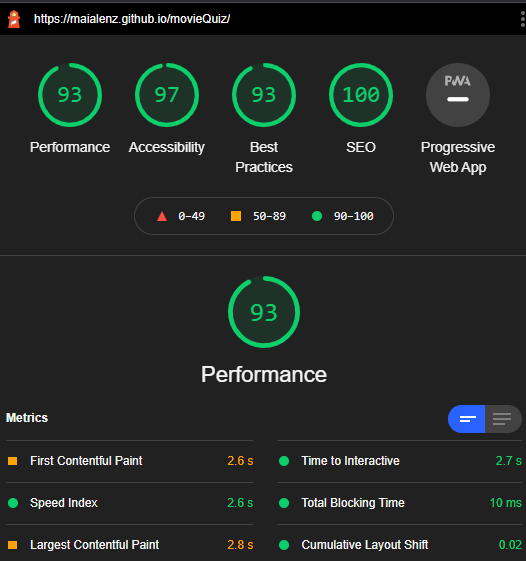 https://maialenz.github.io/movieQuiz/
93 97 93 100 PWA
Performance Accessibility Best SEO Progressive
Practices Web App
0–49 50–89 90–100
93
Performance
Metrics
First Contentful Paint 2.6 s Time to Interactive 2.7 s
Speed Index 2.6 s Total Blocking Time 10 ms
Largest Contentful Paint 2.8 s Cumulative Layout Shift 0.02